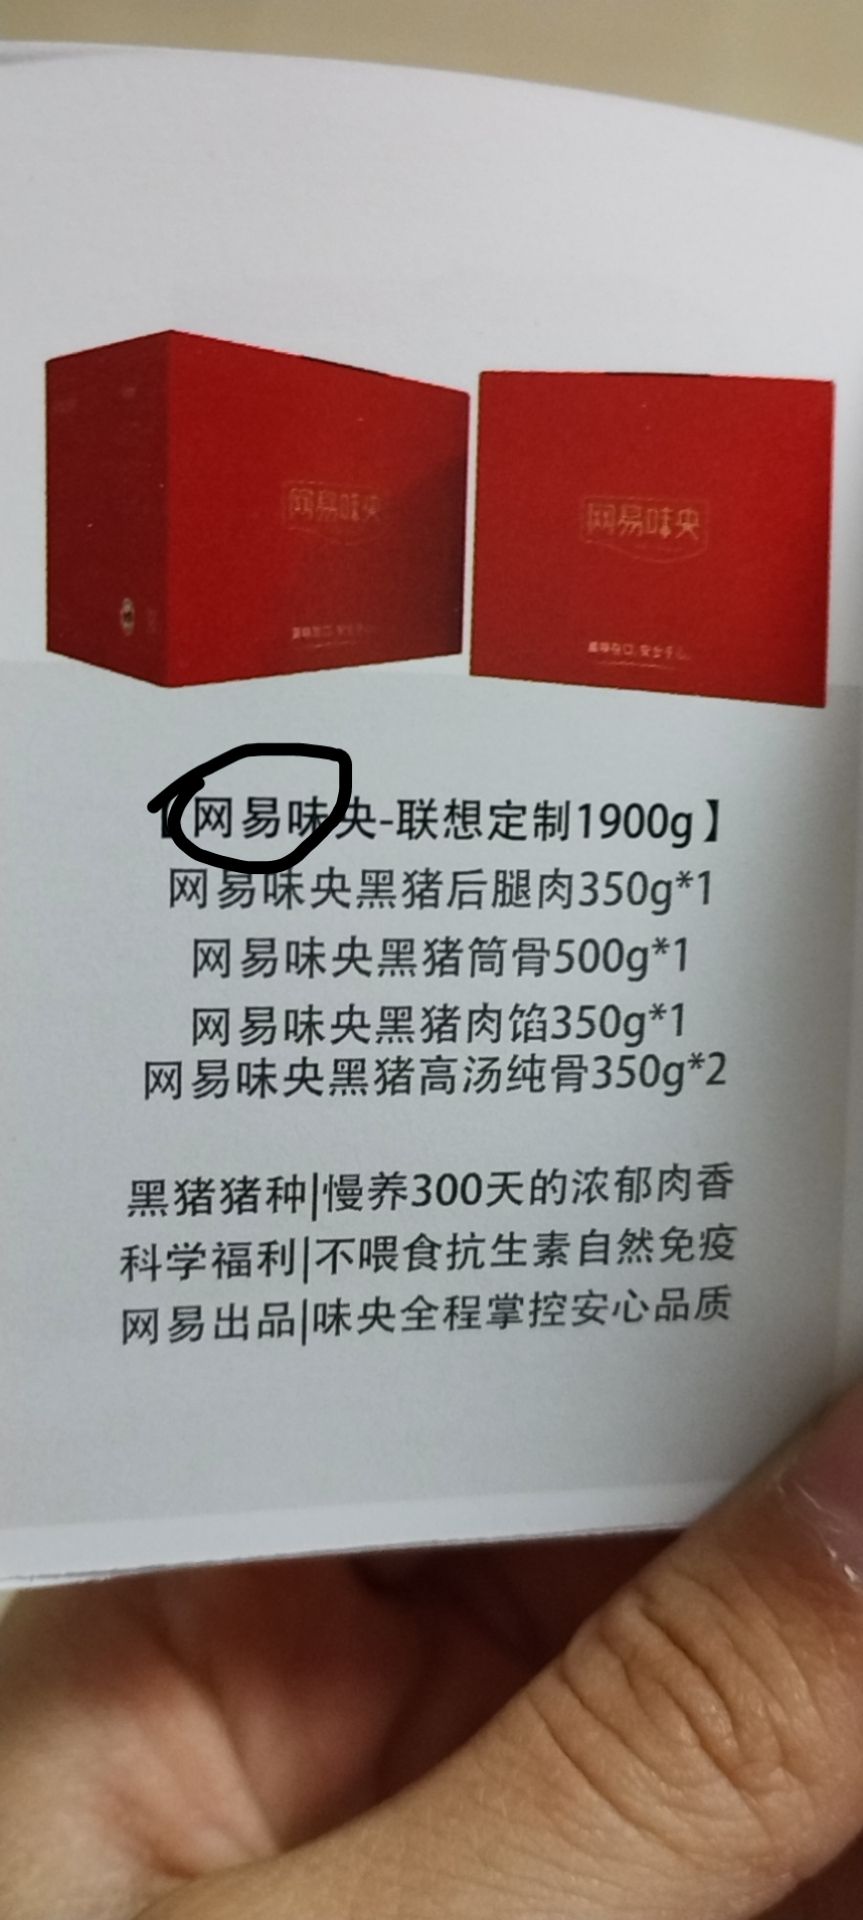 网易味央
网易味央
【网易味央-联想定制1900g】
网易味央黑猪后腿肉350g*1
网易味央黑猪筒骨500g*1
网易味央黑猪肉馅350g*1
网易味央黑猪高汤纯骨350g*2
黑猪猪种|慢养300天的浓郁肉香
科学福利|不喂食抗生素自然免疫
网易出品|味央全程掌控安心品质